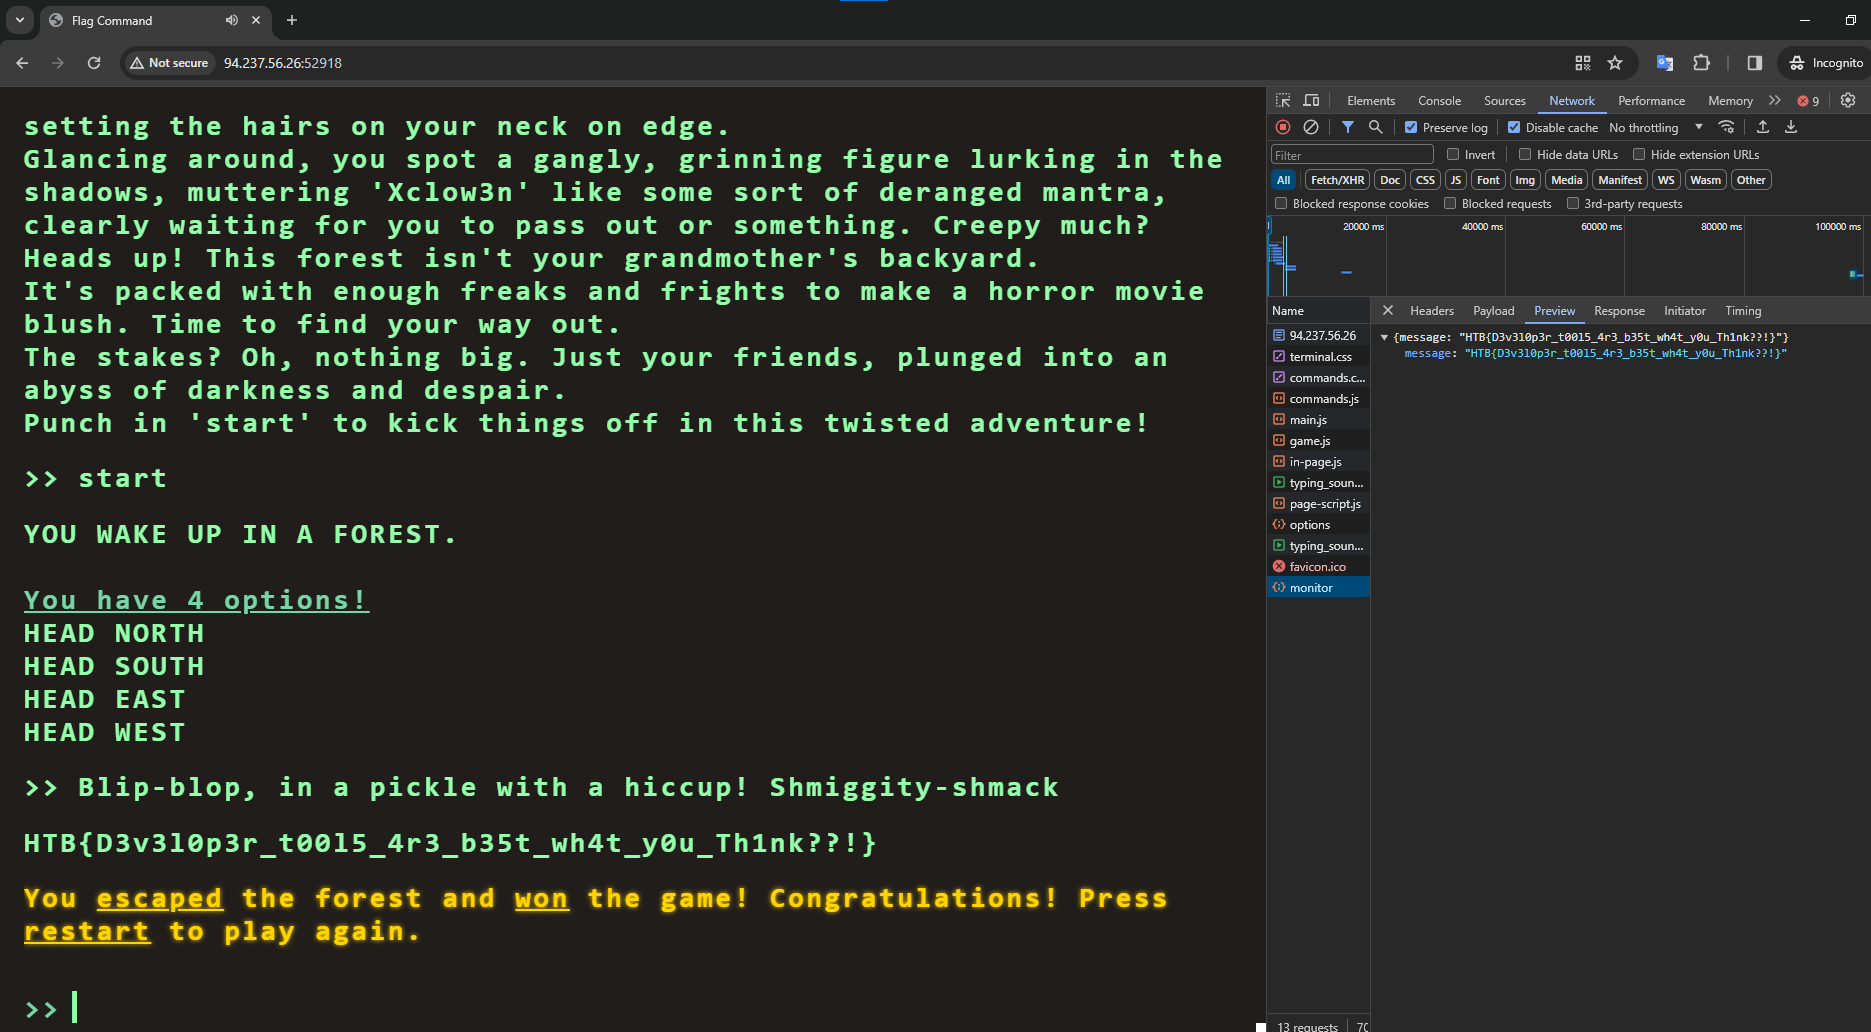 Flag Command
Not secure 94.237.56.26:52918
Incognito
setting the hairs on your neck on edge.
Glancing around, you spot a gangly, grinning figure lurking in the
shadows, muttering 'Xclow3n' like some sort of deranged mantra,
clearly waiting for you to pass out or something. Creepy much?
Heads up! This forest isn't your grandmother's backyard.
It's packed with enough freaks and frights to make a horror movie
blush. Time to find your way out.
The stakes? Oh, nothing big. Just your friends, plunged into an
abyss of darkness and despair.
Punch in 'start' to kick things off in this twisted adventure!
>> start
YOU WAKE UP IN A FOREST.
You have 4 options!
HEAD NORTH
HEAD SOUTH
HEAD EAST
HEAD WEST
>> Blip-blop, in a pickle with a hiccup! Shmiggity-shmack
HTB{D3v3l0p3r_t00l5_4r3_b35t_wh4t_y0u_Th1nk??!}
You escaped the forest and won the game! Congratulations! Press
restart to play again.
>>
Elements Console Sources Network Performance Memory 9
Preserve log Disable cache No throttling
Filter Invert Hide data URLs Hide extension URLs
All Fetch/XHR Doc CSS JS Font Img Media Manifest WS Wasm Other
Blocked response cookies Blocked requests 3rd-party requests
20000 ms 40000 ms 60000 ms 80000 ms 100000 ms
Name Headers Payload Preview Response Initiator Timing
94.237.56.26
terminal.css
commands.c...
commands.js
main.js
game.js
in-page.js
typing_soun...
page-script.js
options
typing_soun...
favicon.ico
monitor
{message: "HTB{D3v3l0p3r_t00l5_4r3_b35t_wh4t_y0u_Th1nk??!}"}
message: "HTB{D3v3l0p3r_t00l5_4r3_b35t_wh4t_y0u_Th1nk??!}"
13 requests